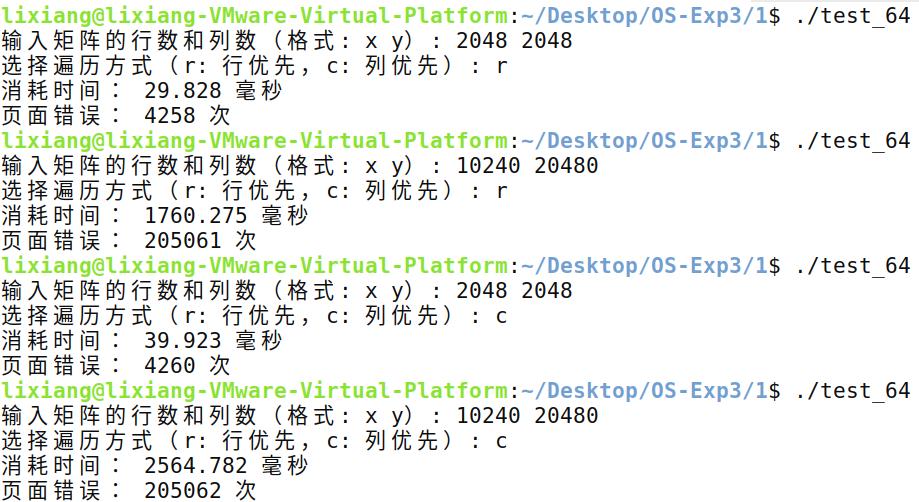 lixiang@lixiang-VMware-Virtual-Platform:~/Desktop/OS-Exp3/1$ ./test_64
输入矩阵的行数和列数（格式: x y）: 2048 2048
选择遍历方式（r: 行优先，c: 列优先）: r
消耗时间： 29.828 毫秒
页面错误： 4258 次
lixiang@lixiang-VMware-Virtual-Platform:~/Desktop/OS-Exp3/1$ ./test_64
输入矩阵的行数和列数（格式: x y）: 10240 20480
选择遍历方式（r: 行优先，c: 列优先）: r
消耗时间： 1760.275 毫秒
页面错误： 205061 次
lixiang@lixiang-VMware-Virtual-Platform:~/Desktop/OS-Exp3/1$ ./test_64
输入矩阵的行数和列数（格式: x y）: 2048 2048
选择遍历方式（r: 行优先，c: 列优先）: c
消耗时间： 39.923 毫秒
页面错误： 4260 次
lixiang@lixiang-VMware-Virtual-Platform:~/Desktop/OS-Exp3/1$ ./test_64
输入矩阵的行数和列数（格式: x y）: 10240 20480
选择遍历方式（r: 行优先，c: 列优先）: c
消耗时间： 2564.782 毫秒
页面错误： 205062 次